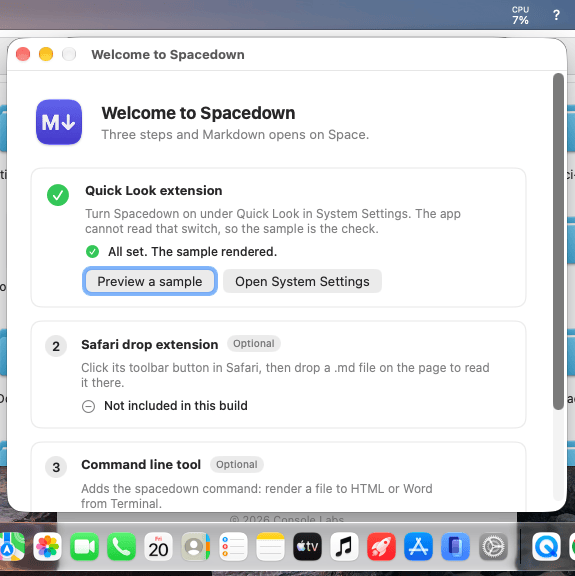 CPU
7%
?
Welcome to Spacedown
M↓
Welcome to Spacedown
Three steps and Markdown opens on Space.
Quick Look extension
Turn Spacedown on under Quick Look in System Settings. The app
cannot read that switch, so the sample is the check.
All set. The sample rendered.
Preview a sample
Open System Settings
2
Safari drop extension
Optional
Click its toolbar button in Safari, then drop a .md file on the page to read
it there.
Not included in this build
3
Command line tool
Optional
Adds the spacedown command: render a file to HTML or Word
from Terminal.
© 2026 Console Labs
20
tv